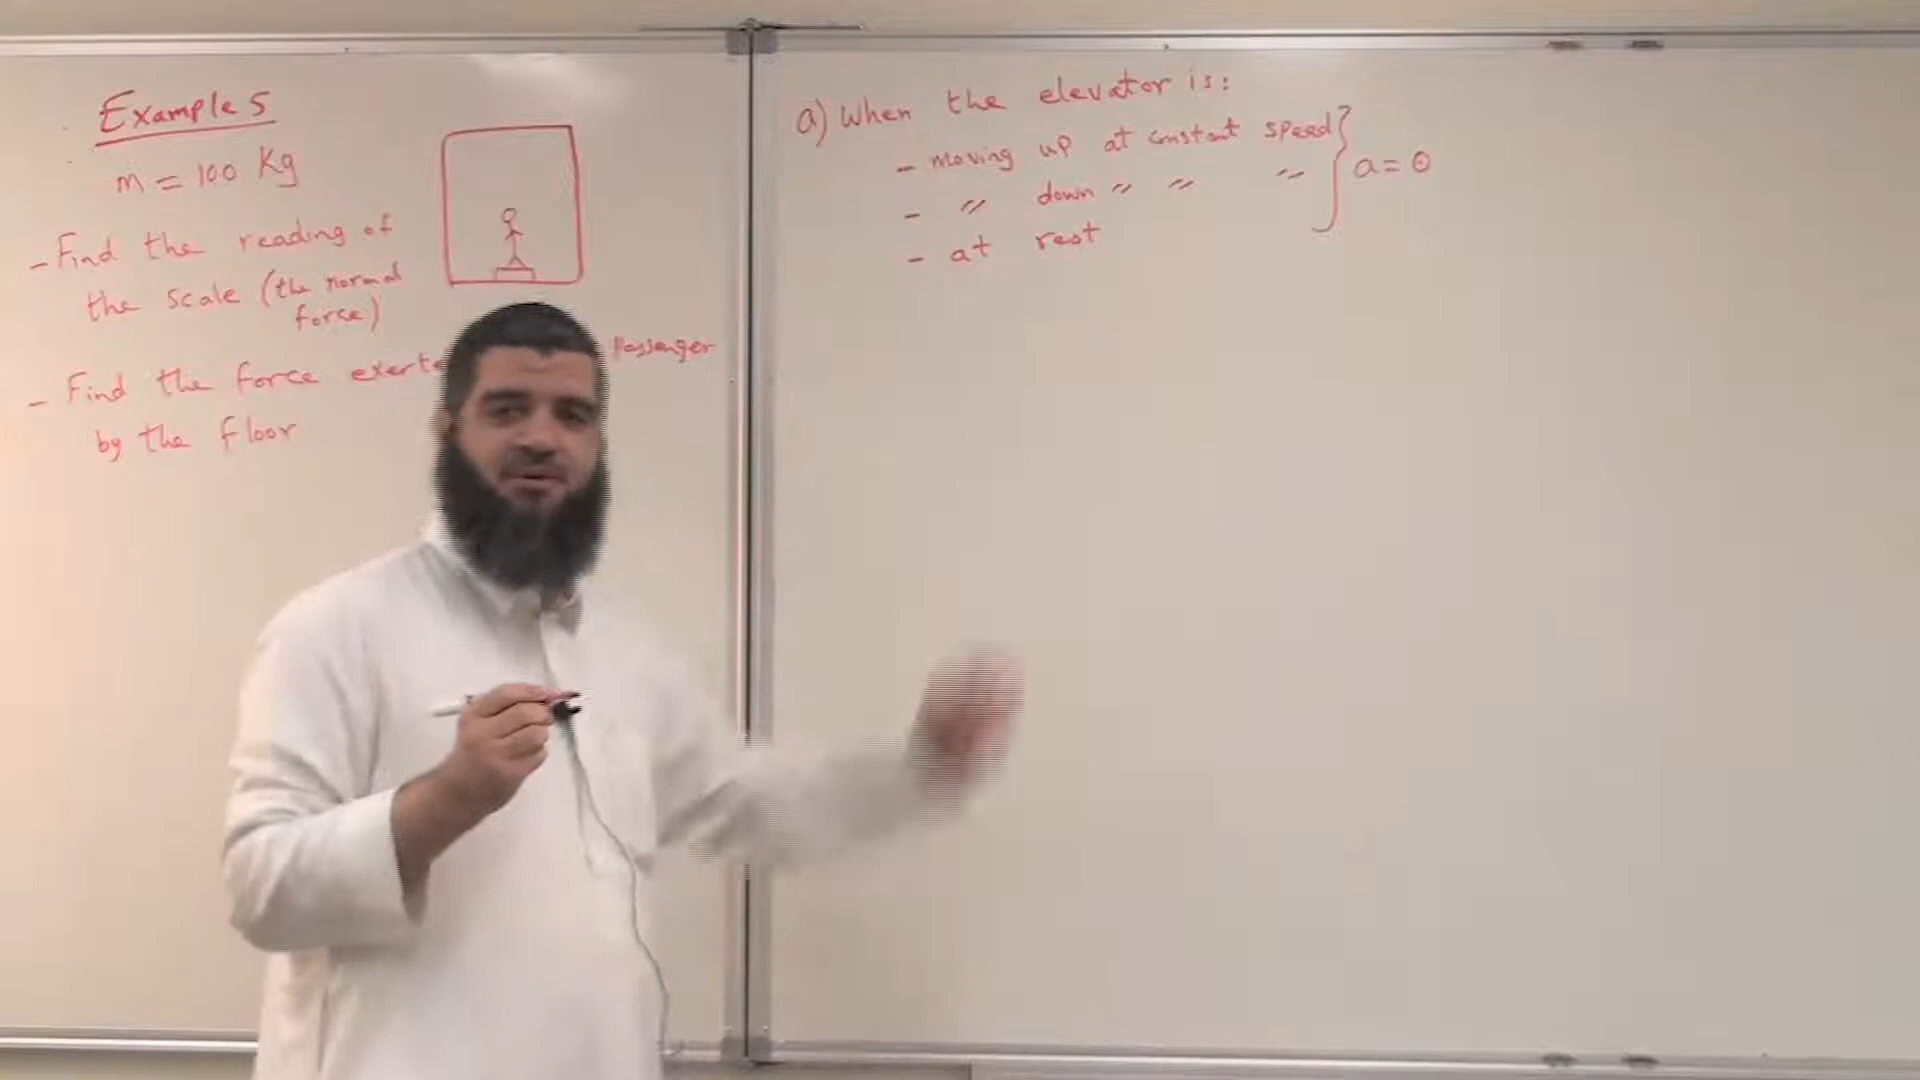 Example 5
m = 100 Kg
- Find the reading of
the scale (the normal
force)
- Find the force Passenger
by the floor
a) When the elevator is:
- moving up at constant speed } a = 0
- 〃 down 〃 〃 〃
- at rest